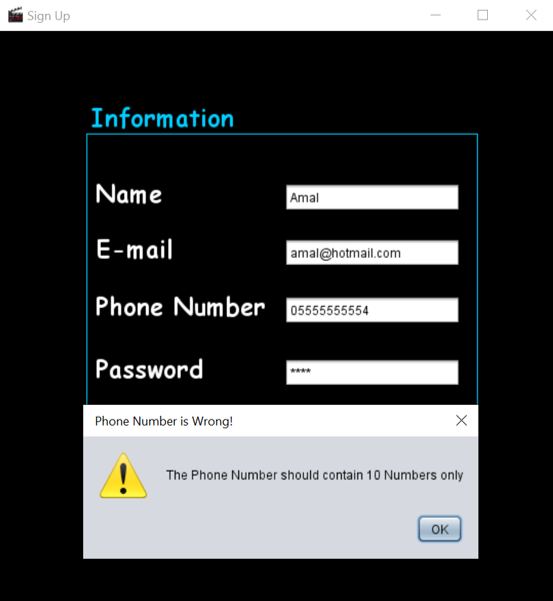 Sign Up
Information
Name
Amal
E-mail
amal@hotmail.com
Phone Number
05555555554
Password
****
Phone Number is Wrong!
The Phone Number should contain 10 Numbers only
OK